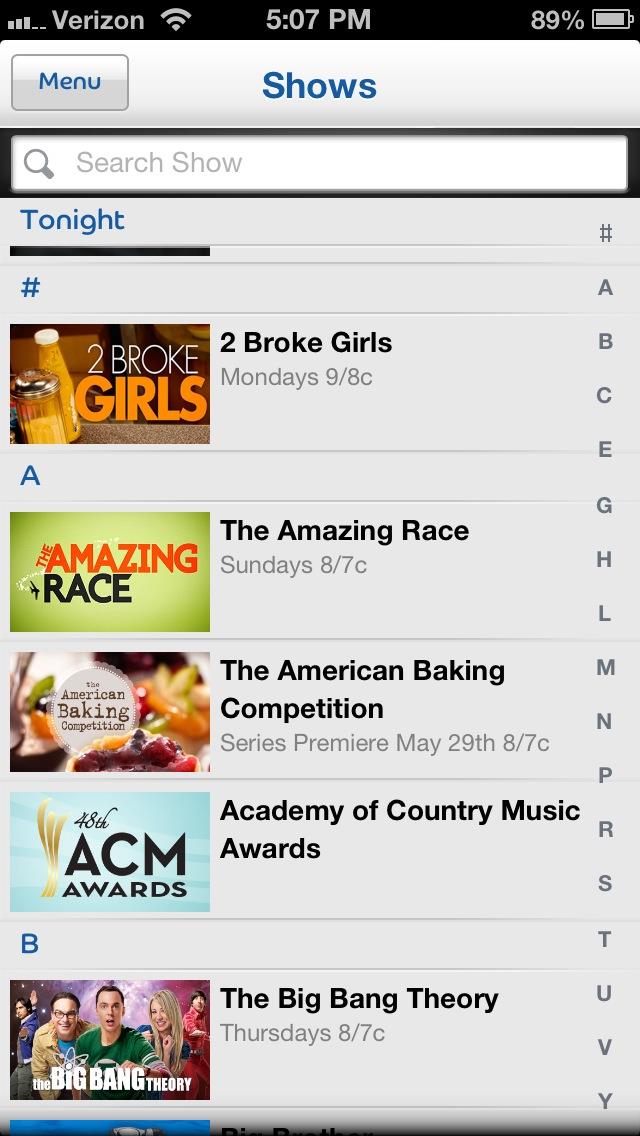 Verizon 5:07 PM 89%
Menu Shows
Search Show
Tonight
#
2 BROKE
GIRLS
2 Broke Girls
Mondays 9/8c
A
THE
AMAZING
RACE
The Amazing Race
Sundays 8/7c
the
American
Baking
Competition
The American Baking
Competition
Series Premiere May 29th 8/7c
48th
ACM
AWARDS
Academy of Country Music
Awards
B
the BIG BANG THEORY
The Big Bang Theory
Thursdays 8/7c
Big Brother
#
A
B
C
E
G
H
L
M
N
P
R
S
T
U
V
Y